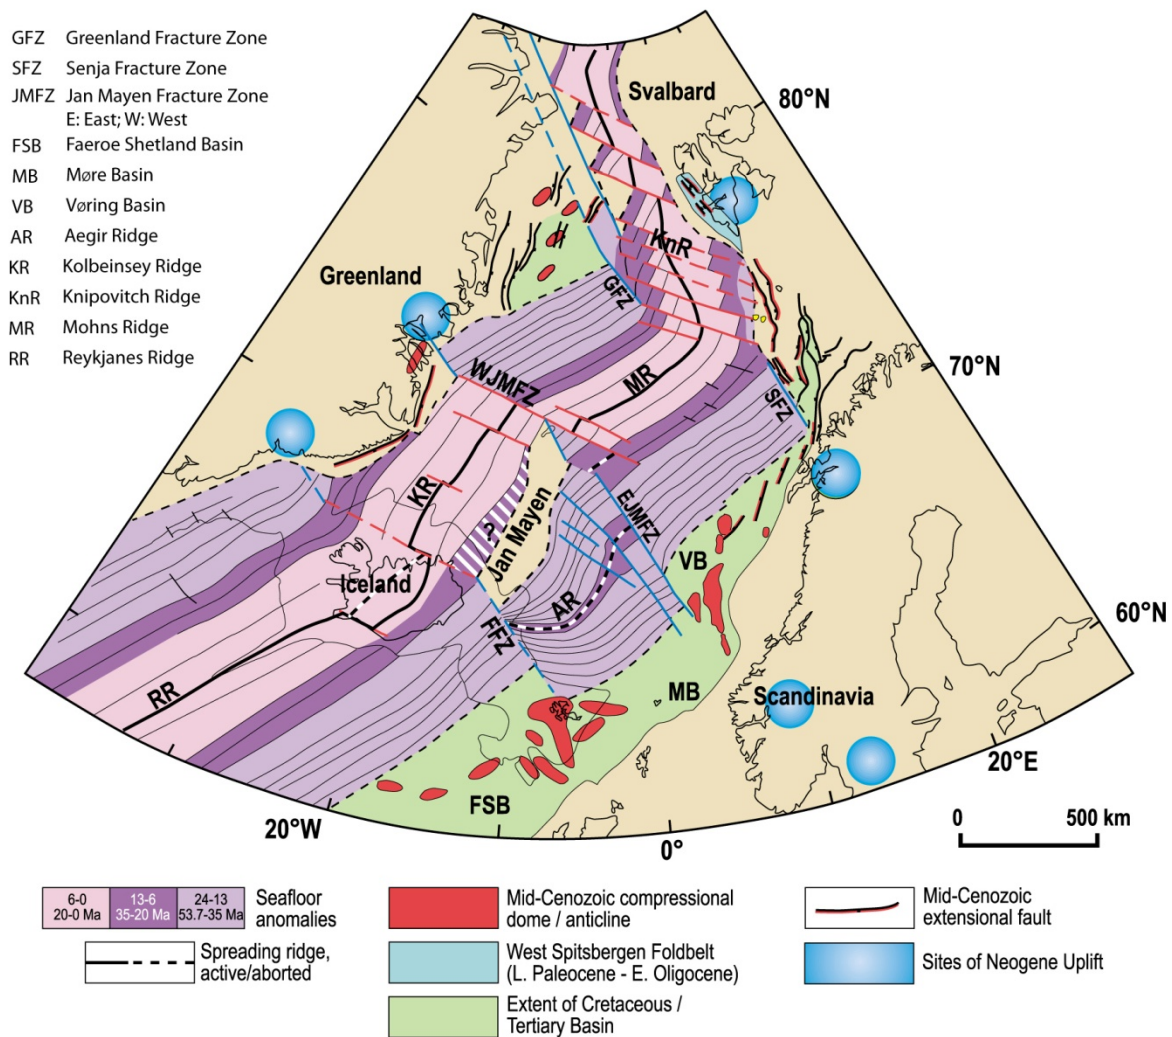 GFZ Greenland Fracture Zone
SFZ Senja Fracture Zone
JMFZ Jan Mayen Fracture Zone
E: East; W: West
FSB Faeroe Shetland Basin
MB Møre Basin
VB Vøring Basin
AR Aegir Ridge
KR Kolbeinsey Ridge
KnR Knipovitch Ridge
MR Mohns Ridge
RR Reykjanes Ridge
Svalbard
80°N
KnR
Greenland
GFZ
70°N
WJMFZ
MR
SFZ
KR
EJMFZ
?
Jan Mayen
VB
Iceland
AR
60°N
FFZ
RR
MB
Scandinavia
20°E
FSB
20°W
0°
0 500 km
6-0
20-0 Ma
13-6
35-20 Ma
24-13
53.7-35 Ma
Seafloor
anomalies
Spreading ridge,
active/aborted
Mid-Cenozoic compressional
dome / anticline
West Spitsbergen Foldbelt
(L. Paleocene - E. Oligocene)
Extent of Cretaceous /
Tertiary Basin
Mid-Cenozoic
extensional fault
Sites of Neogene Uplift